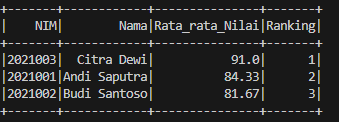 +-------+------------+---------------+-------+
|    NIM|        Nama|Rata_rata_Nilai|Ranking|
+-------+------------+---------------+-------+
|2021003|  Citra Dewi|           91.0|      1|
|2021001|Andi Saputra|          84.33|      2|
|2021002|Budi Santoso|          81.67|      3|
+-------+------------+---------------+-------+